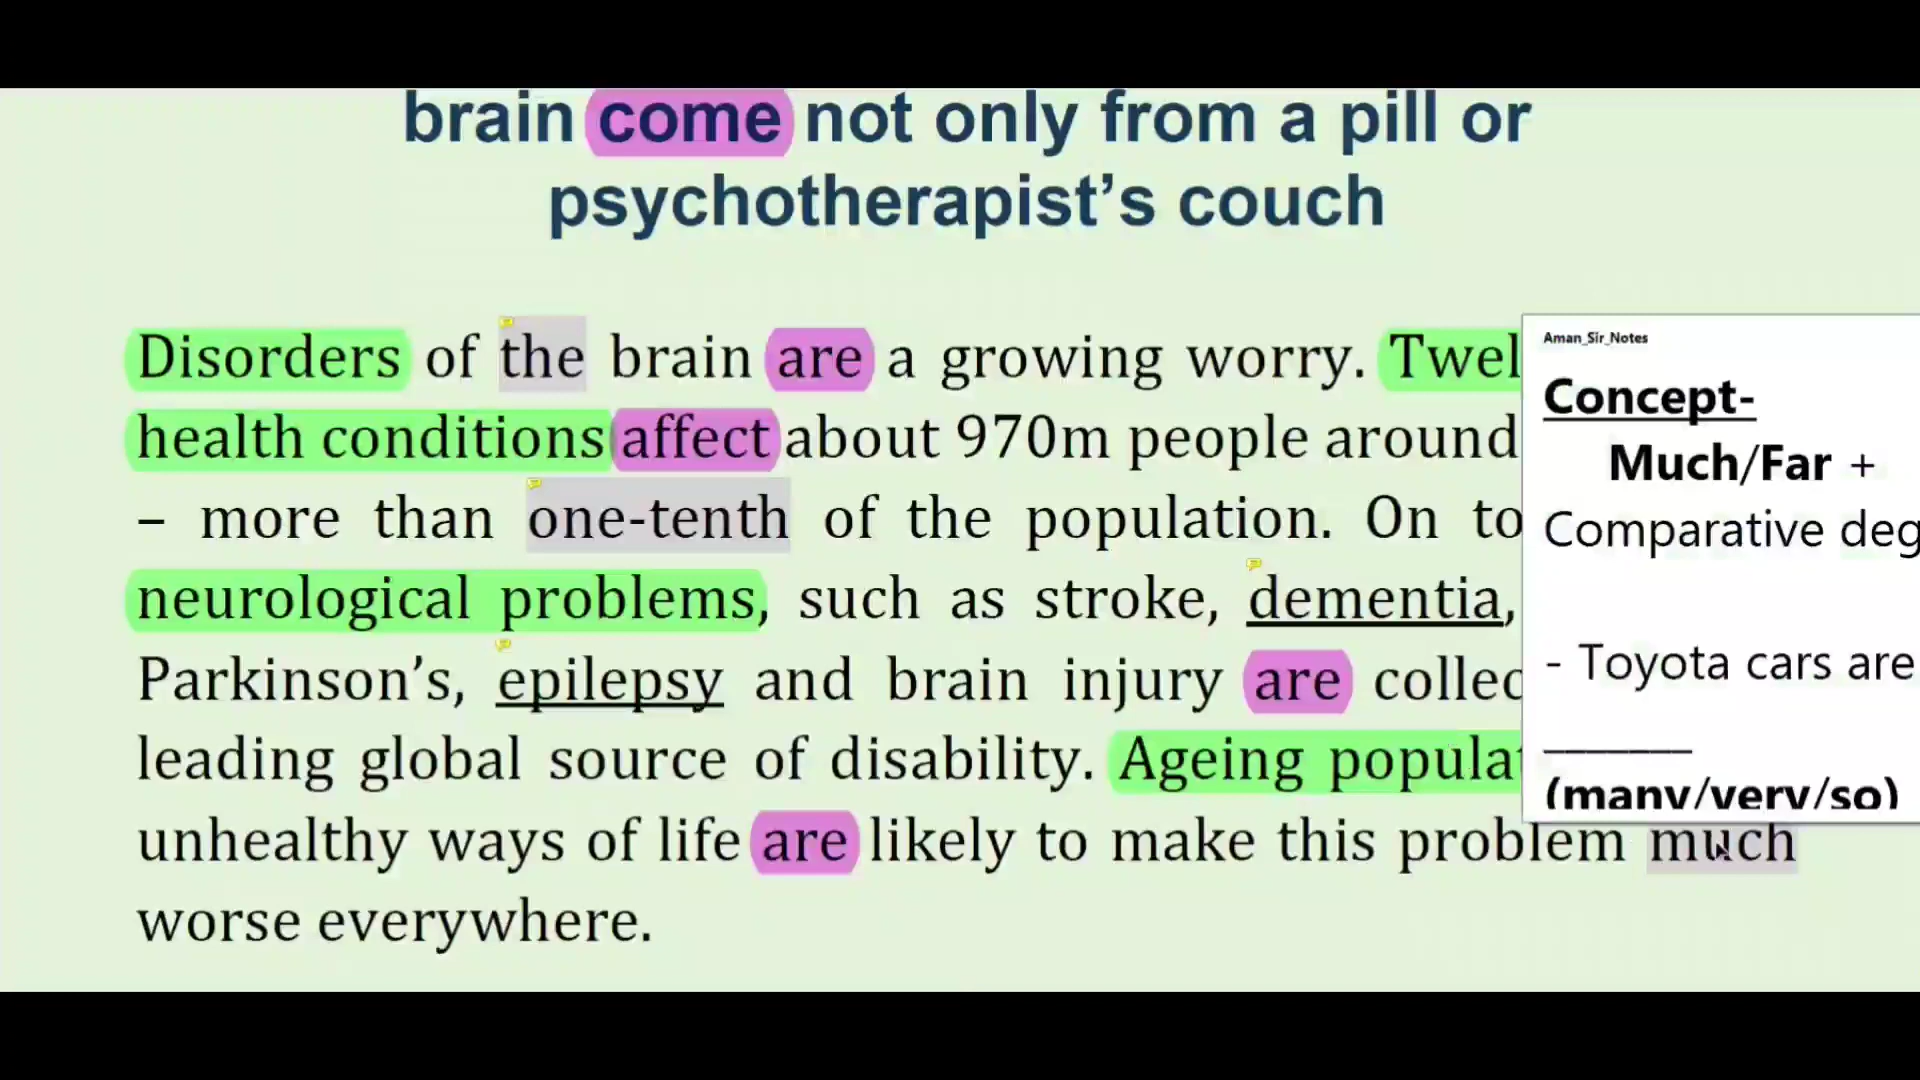 brain come not only from a pill or
psychotherapist’s couch
Disorders of the brain are a growing worry. Twel
health conditions affect about 970m people around
– more than one-tenth of the population. On to
neurological problems, such as stroke, dementia,
Parkinson’s, epilepsy and brain injury are collec
leading global source of disability. Ageing populat
unhealthy ways of life are likely to make this problem much
worse everywhere.
Aman_Sir_Notes
Concept-
Much/Far +
Comparative deg
- Toyota cars are
________
(many/very/so)